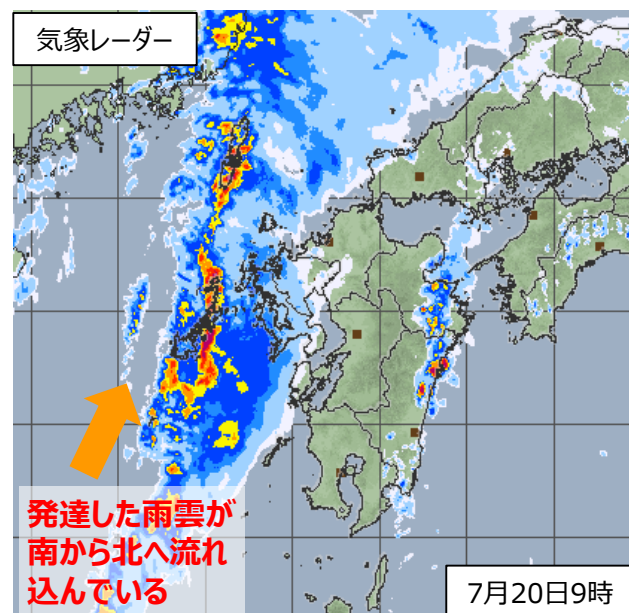 気象レーダー
発達した雨雲が
南から北へ流れ
込んでいる
7月20日9時